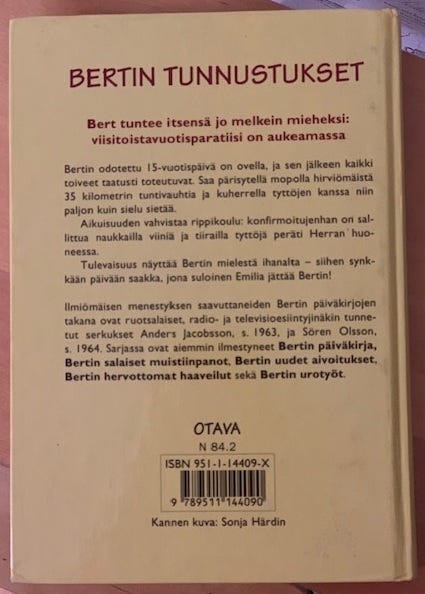 BERTIN TUNNUSTUKSET
Bert tuntee itsensä jo melkein mieheksi:
viisitoistavuotisparatiisi on aukeamassa
Bertin odotettu 15-vuotispäivä on ovella, ja sen jälkeen kaikki
toiveet taatusti toteutuvat. Saa päristyellä mopolla hirviömäistä
35 kilometrin tuntivauhtia ja kuherrella tyttöjen kanssa niin
paljon kuin sielu sietää.
Aikuisuuden vahvistaa rippikoulu: konfirmoitujenhan on sal-
littua naukkailla viiniä ja tiirailla tyttöjä peräti Herran huo-
neessa.
Tulevaisuus näyttää Bertin mielestä ihanalta – siihen synk-
kään päivään saakka, jona suloinen Emilia jättää Bertin!
Ilmiömäisen menestyksen saavuttaneiden Bertin päiväkirjojen
takana ovat ruotsalaiset, radio- ja televisioesiintyjinäkin tunne-
tut serkukset Anders Jacobsson, s. 1963, ja Sören Olsson,
s. 1964. Sarjassa ovat aiemmin ilmestyneet Bertin päiväkirja,
Bertin salaiset muistiinpanot, Bertin uudet aivoitukset,
Bertin hervottomat haaveilut sekä Bertin urotyöt.
OTAVA
N 84.2
ISBN 951-1-14409-X
9 789511 144090
Kannen kuva: Sonja Härdin